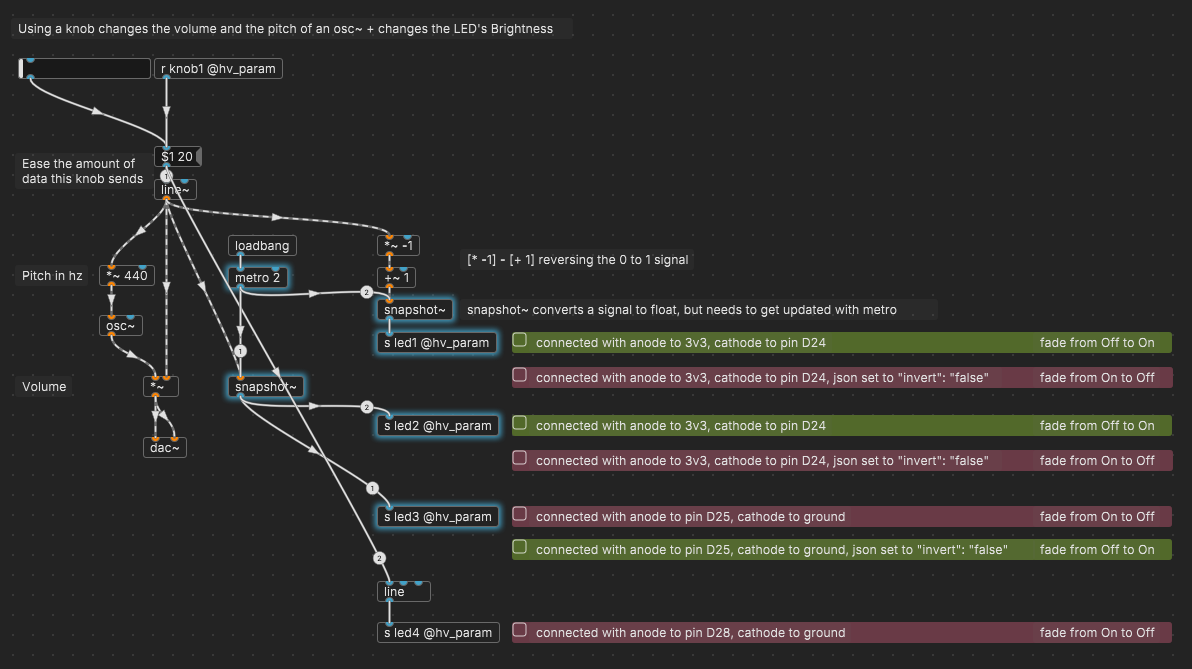 Using a knob changes the volume and the pitch of an osc~ + changes the LED's Brightness
r knob1 @hv_param
$1 20
Ease the amount of
data this knob sends
1
line~
loadbang
*~ -1
[* -1] - [+ 1] reversing the 0 to 1 signal
Pitch in hz
*~ 440
metro 2
+~ 1
2
snapshot~
snapshot~ converts a signal to float, but needs to get updated with metro
osc~
s led1 @hv_param
connected with anode to 3v3, cathode to pin D24
fade from Off to On
1
connected with anode to 3v3, cathode to pin D24, json set to "invert": "false"
fade from On to Off
Volume
*~
snapshot~
2
s led2 @hv_param
connected with anode to 3v3, cathode to pin D24
fade from Off to On
dac~
connected with anode to 3v3, cathode to pin D24, json set to "invert": "false"
fade from On to Off
1
s led3 @hv_param
connected with anode to pin D25, cathode to ground
fade from On to Off
connected with anode to pin D25, cathode to ground, json set to "invert": "false"
fade from Off to On
2
line
s led4 @hv_param
connected with anode to pin D28, cathode to ground
fade from On to Off